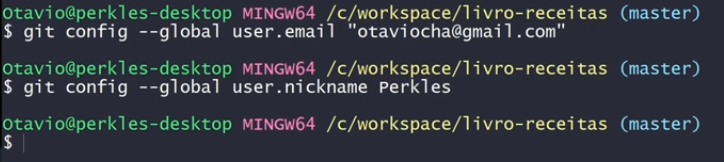 Otavio@perkles-desktop MINGW64 /c/workspace/livro-receitas (master)
$ git config --global user.email "otaviocha@gmail.com"
Otavio@perkles-desktop MINGW64 /c/workspace/livro-receitas (master)
$ git config --global user.nickname Perkles
Otavio@perkles-desktop MINGW64 /c/workspace/livro-receitas (master)
$